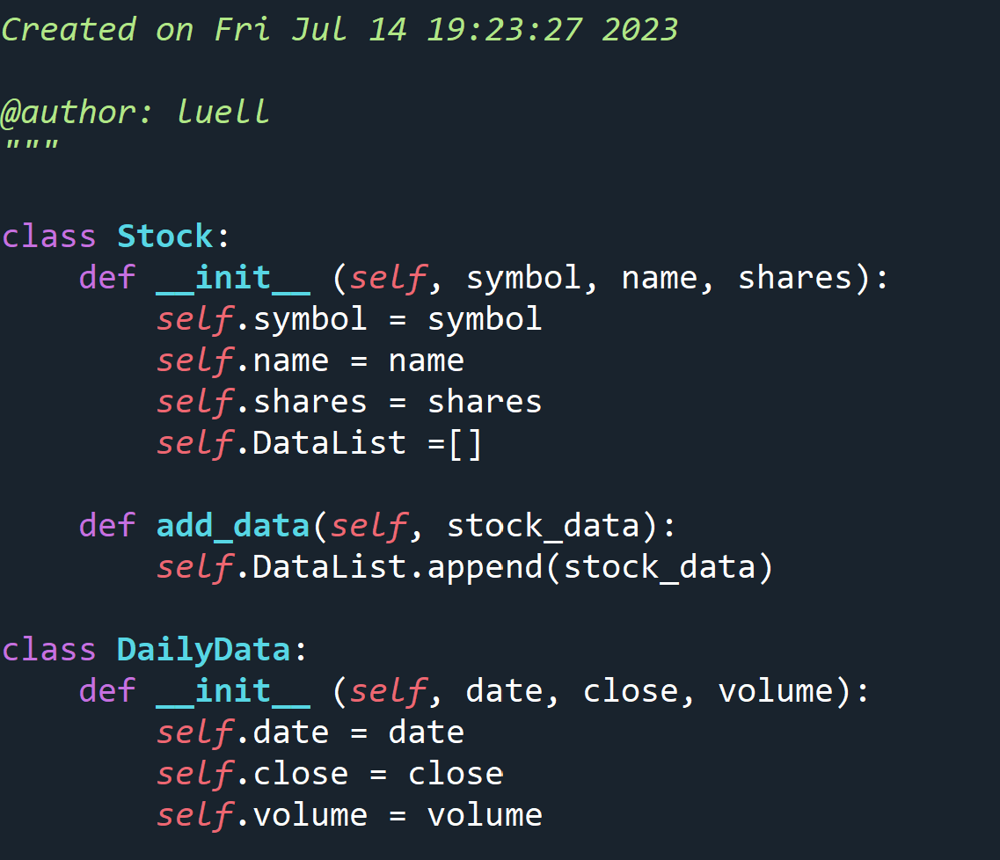 Created on Fri Jul 14 19:23:27 2023
@author: luell
"""
class Stock:
    def __init__ (self, symbol, name, shares):
        self.symbol = symbol
        self.name = name
        self.shares = shares
        self.DataList =[]
    def add_data(self, stock_data):
        self.DataList.append(stock_data)
class DailyData:
    def __init__ (self, date, close, volume):
        self.date = date
        self.close = close
        self.volume = volume